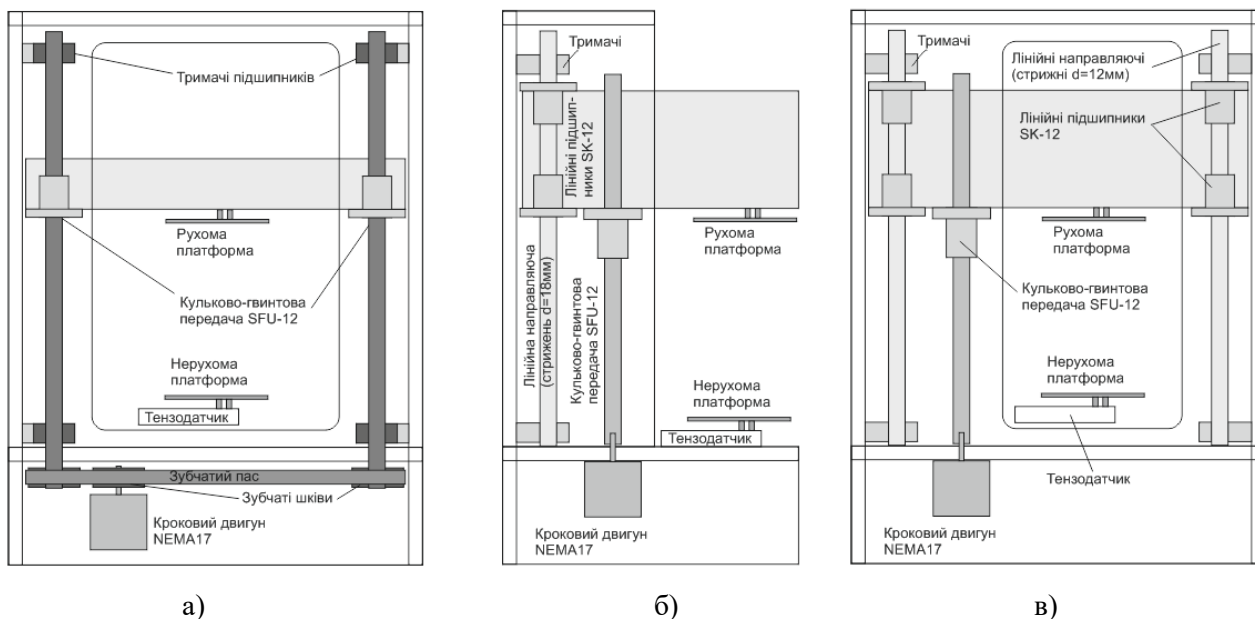 Тримачі підшипників
Рухома
платформа
Кульково-гвинтова
передача SFU-12
Нерухома
платформа
Тензодатчик
Зубчатий пас
Зубчаті шківи
Кроковий двигун
NEMA17
а)
Тримачі
Лінійні підшип-
ники SK-12
Рухома
платформа
Лінійна направляюча
(стрижень d=18мм)
Кульково-гвинтова
передача SFU-12
Нерухома
платформа
Тензодатчик
Кроковий двигун
NEMA17
б)
Тримачі
Лінійні направляючі
(стрижні d=12мм)
Лінійні підшипники
SK-12
Рухома
платформа
Кульково-гвинтова
передача SFU-12
Нерухома
платформа
Тензодатчик
Кроковий двигун
NEMA17
в)